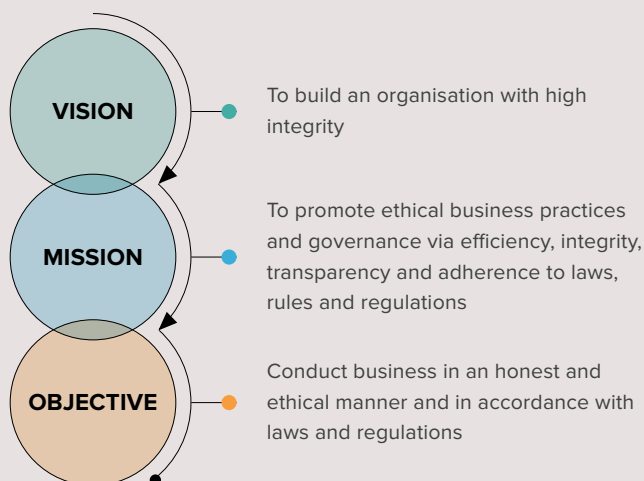 VISION
To build an organisation with high
integrity
MISSION
To promote ethical business practices
and governance via efficiency, integrity,
transparency and adherence to laws,
rules and regulations
OBJECTIVE
Conduct business in an honest and
ethical manner and in accordance with
laws and regulations